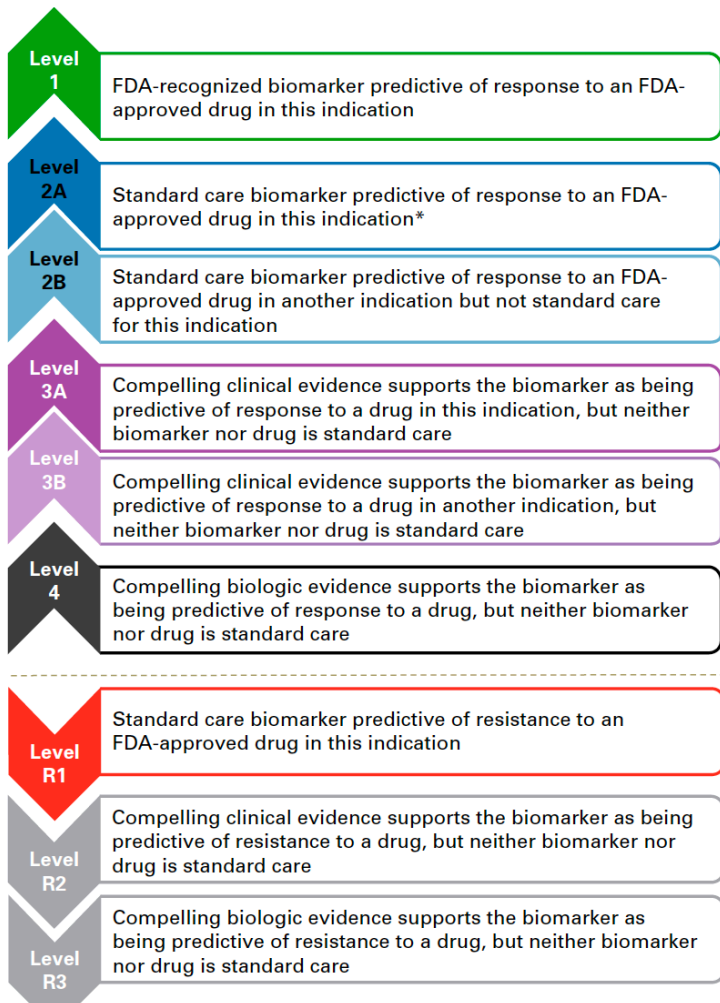 Level
1
FDA-recognized biomarker predictive of response to an FDA-
approved drug in this indication
Level
2A
Standard care biomarker predictive of response to an FDA-
approved drug in this indication*
Level
2B
Standard care biomarker predictive of response to an FDA-
approved drug in another indication but not standard care
for this indication
Level
3A
Compelling clinical evidence supports the biomarker as being
predictive of response to a drug in this indication, but neither
biomarker nor drug is standard care
Level
3B
Compelling clinical evidence supports the biomarker as being
predictive of response to a drug in another indication, but
neither biomarker nor drug is standard care
Level
4
Compelling biologic evidence supports the biomarker as
being predictive of response to a drug, but neither biomarker
nor drug is standard care
Level
R1
Standard care biomarker predictive of resistance to an
FDA-approved drug in this indication
Level
R2
Compelling clinical evidence supports the biomarker as being
predictive of resistance to a drug, but neither biomarker nor
drug is standard care
Level
R3
Compelling biologic evidence supports the biomarker as
being predictive of resistance to a drug, but neither biomarker
nor drug is standard care